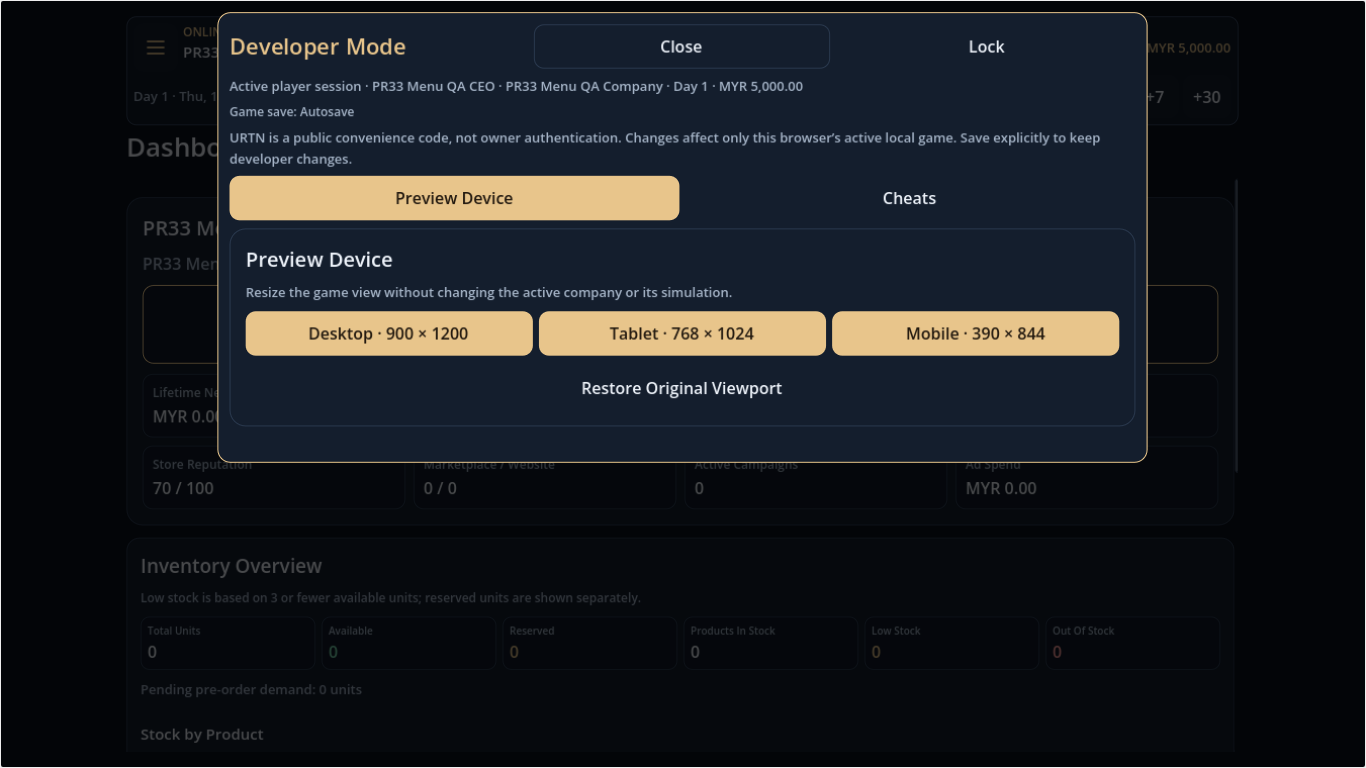 Developer Mode
Close
Lock
Active player session · PR33 Menu QA CEO · PR33 Menu QA Company · Day 1 · MYR 5,000.00
Game save: Autosave
URTN is a public convenience code, not owner authentication. Changes affect only this browser's active local game. Save explicitly to keep
developer changes.
Preview Device
Cheats
Preview Device
Resize the game view without changing the active company or its simulation.
Desktop · 900 × 1200
Tablet · 768 × 1024
Mobile · 390 × 844
Restore Original Viewport
ONLIN
PR33
MYR 5,000.00
Day 1 · Thu, 1
+7
+30
Dashbo
PR33 Me
PR33 Men
Lifetime Ne
MYR 0.00
Store Reputation
70 / 100
Marketplace / Website
0 / 0
Active Campaigns
0
Ad Spend
MYR 0.00
Inventory Overview
Low stock is based on 3 or fewer available units; reserved units are shown separately.
Total Units
0
Available
0
Reserved
0
Products In Stock
0
Low Stock
0
Out Of Stock
0
Pending pre-order demand: 0 units
Stock by Product